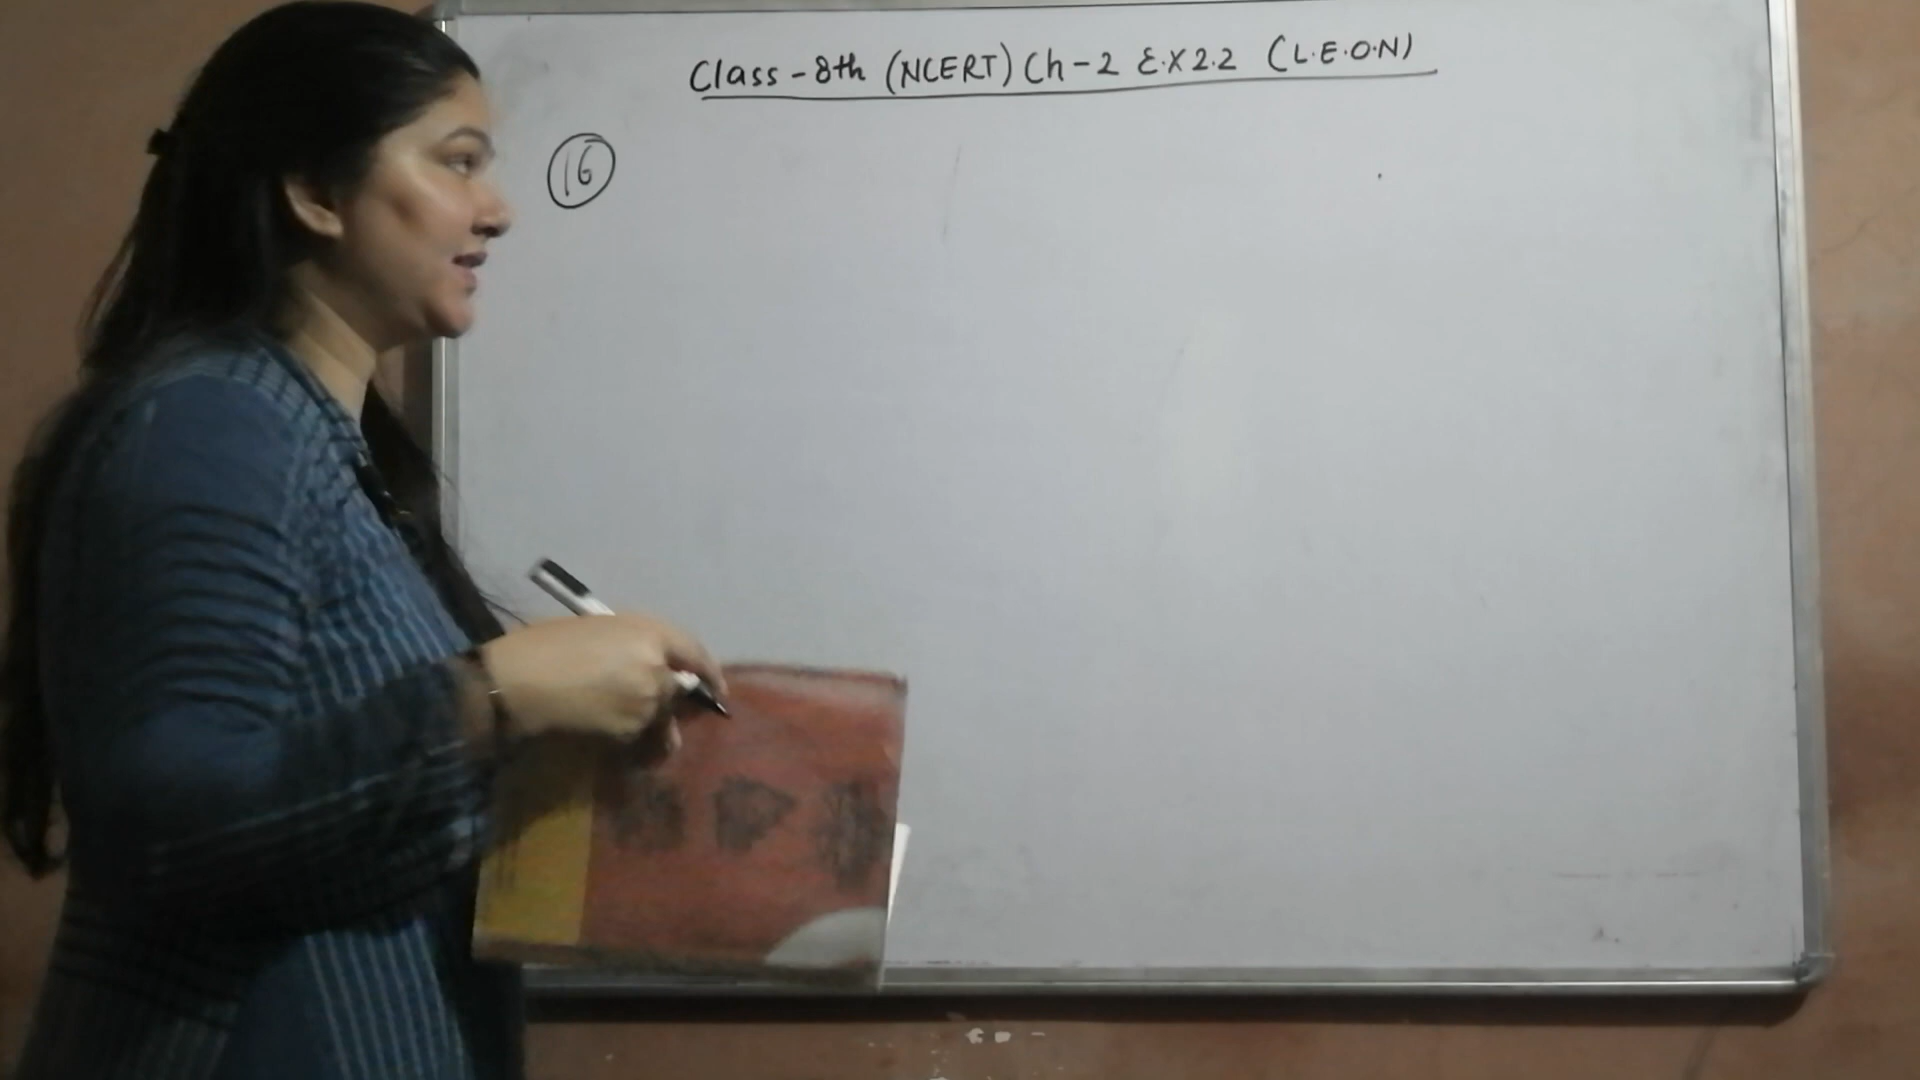 Class - 8th (NCERT) Ch - 2 E.X 2.2 (L.E.O.N)
16